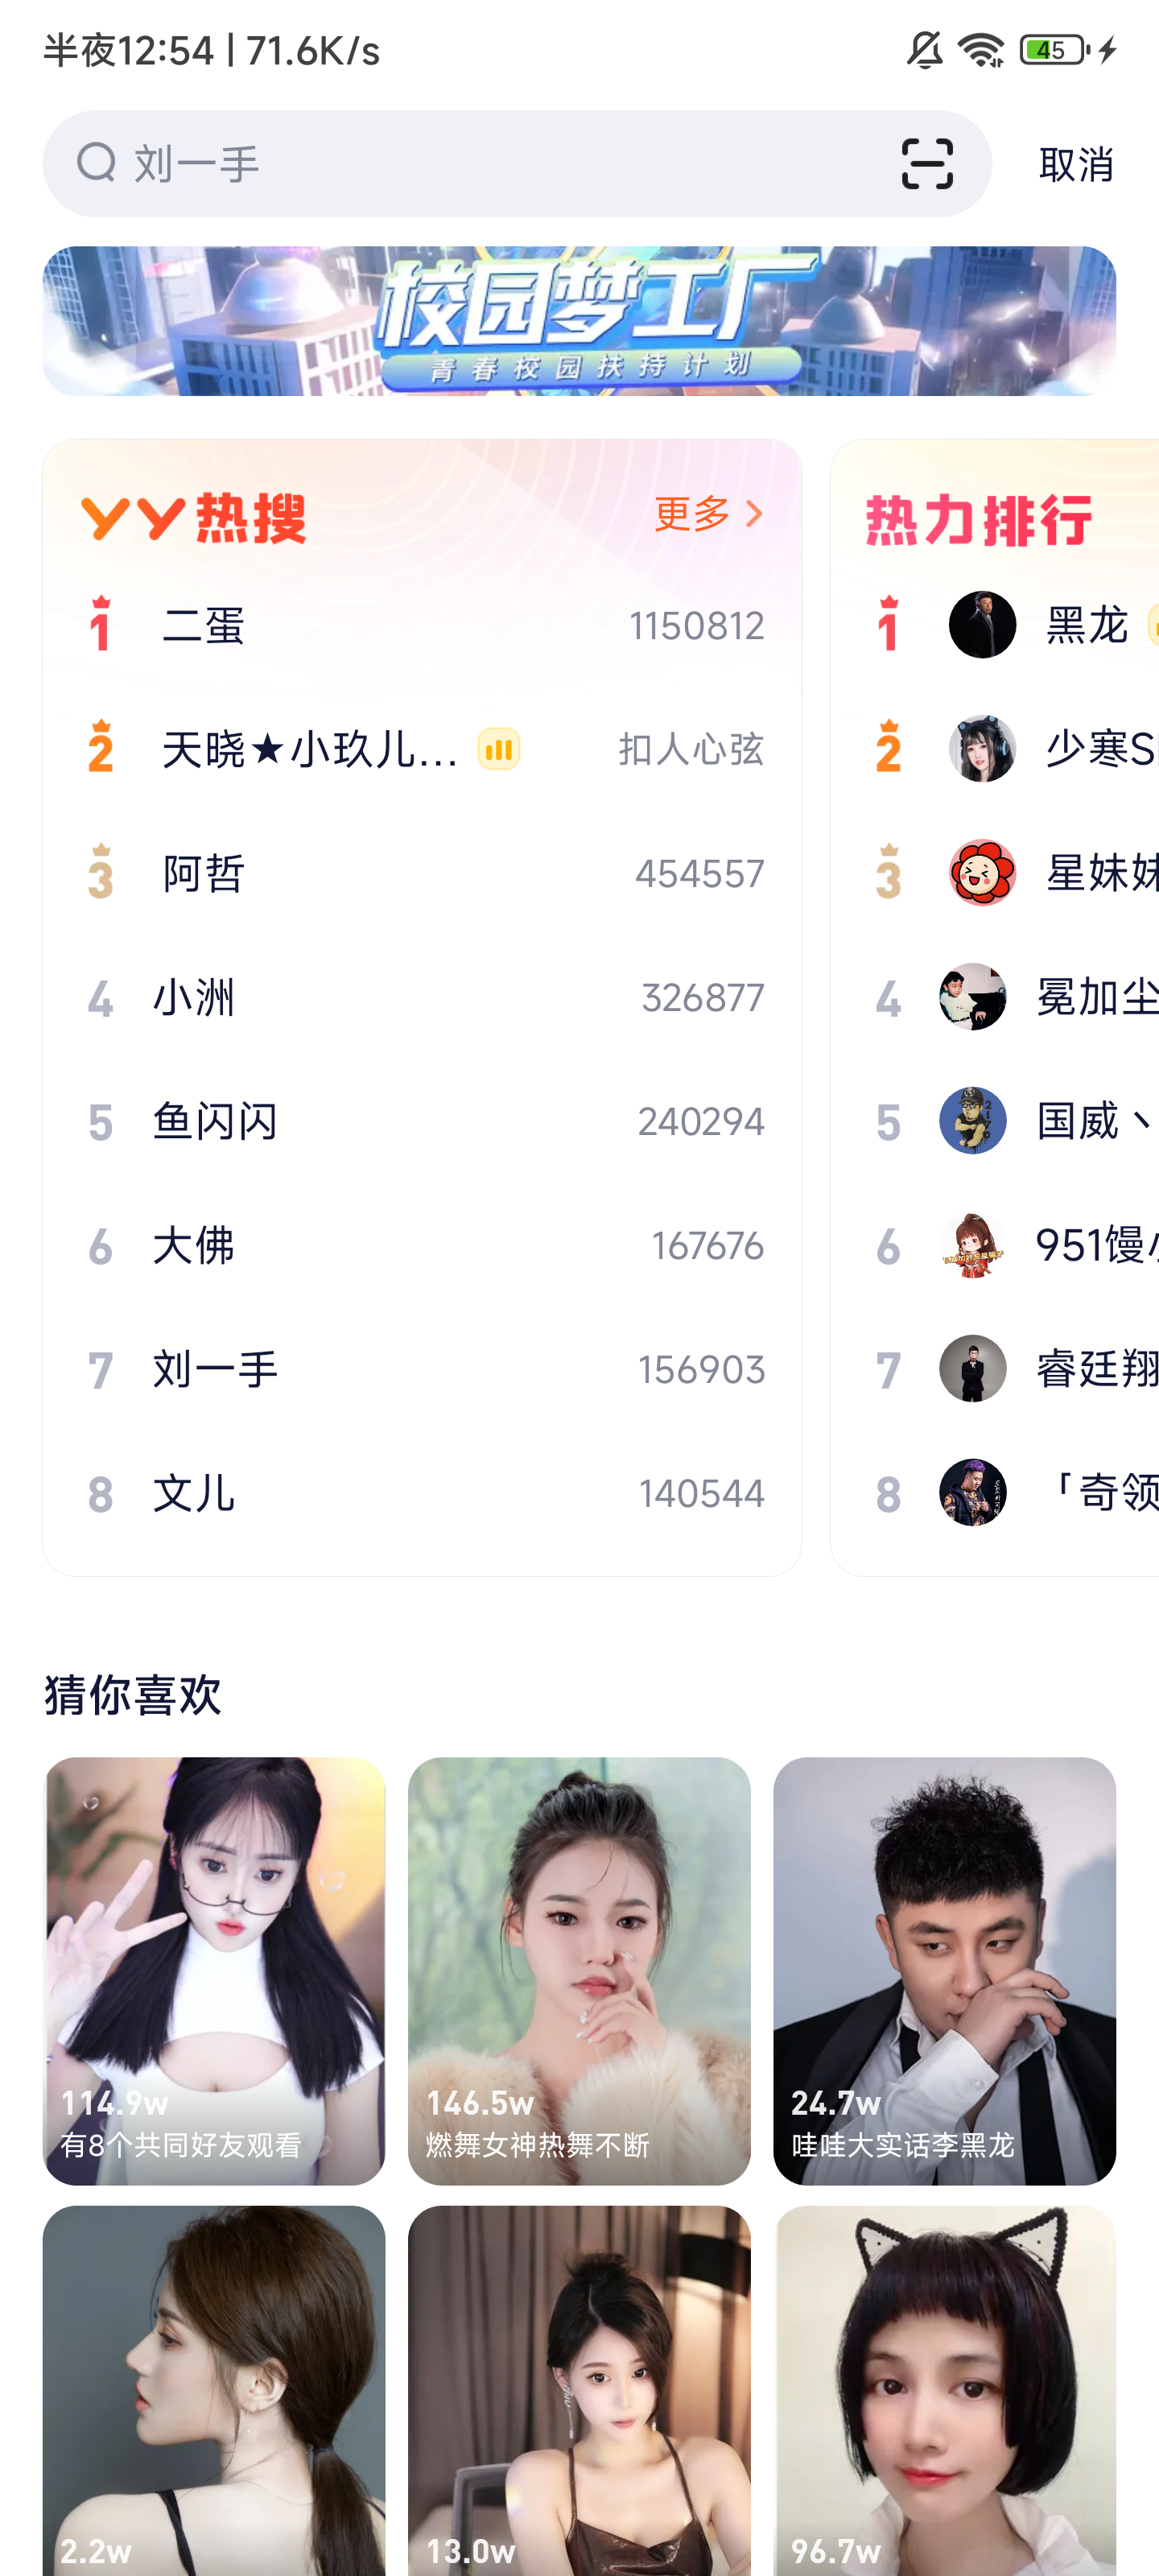 半夜12:54 | 71.6K/s
45
刘一手
取消
校园梦工厂
青春校园扶持计划
YY热搜
更多
1 二蛋 1150812
2 天晓★小玖儿... 扣人心弦
3 阿哲 454557
4 小洲 326877
5 鱼闪闪 240294
6 大佛 167676
7 刘一手 156903
8 文儿 140544
热力排行
1 黑龙
2 少寒S
3 星妹妹
4 冕加尘
5 国威丶
6 951馒
7 睿廷翔
8 「奇领
猜你喜欢
114.9w
有8个共同好友观看
146.5w
燃舞女神热舞不断
24.7w
哇哇大实话李黑龙
2.2w
13.0w
96.7w